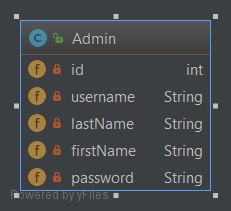 C Admin
f id int
f username String
f lastName String
f firstName String
f password String
Powered by yFiles